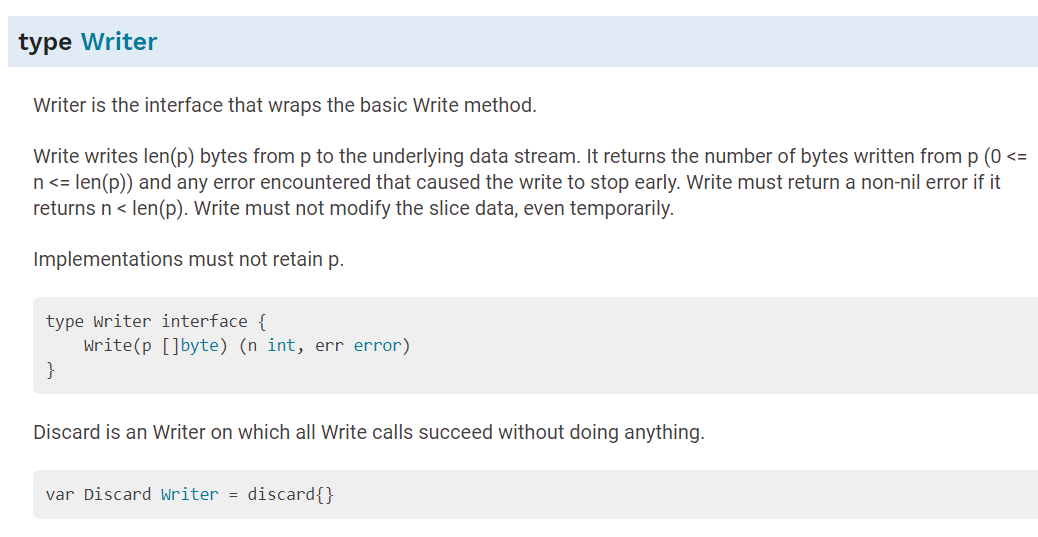 type Writer
Writer is the interface that wraps the basic Write method.
Write writes len(p) bytes from p to the underlying data stream. It returns the number of bytes written from p (0 <=
n <= len(p)) and any error encountered that caused the write to stop early. Write must return a non-nil error if it
returns n < len(p). Write must not modify the slice data, even temporarily.
Implementations must not retain p.
type Writer interface {
    Write(p []byte) (n int, err error)
}
Discard is an Writer on which all Write calls succeed without doing anything.
var Discard Writer = discard{}